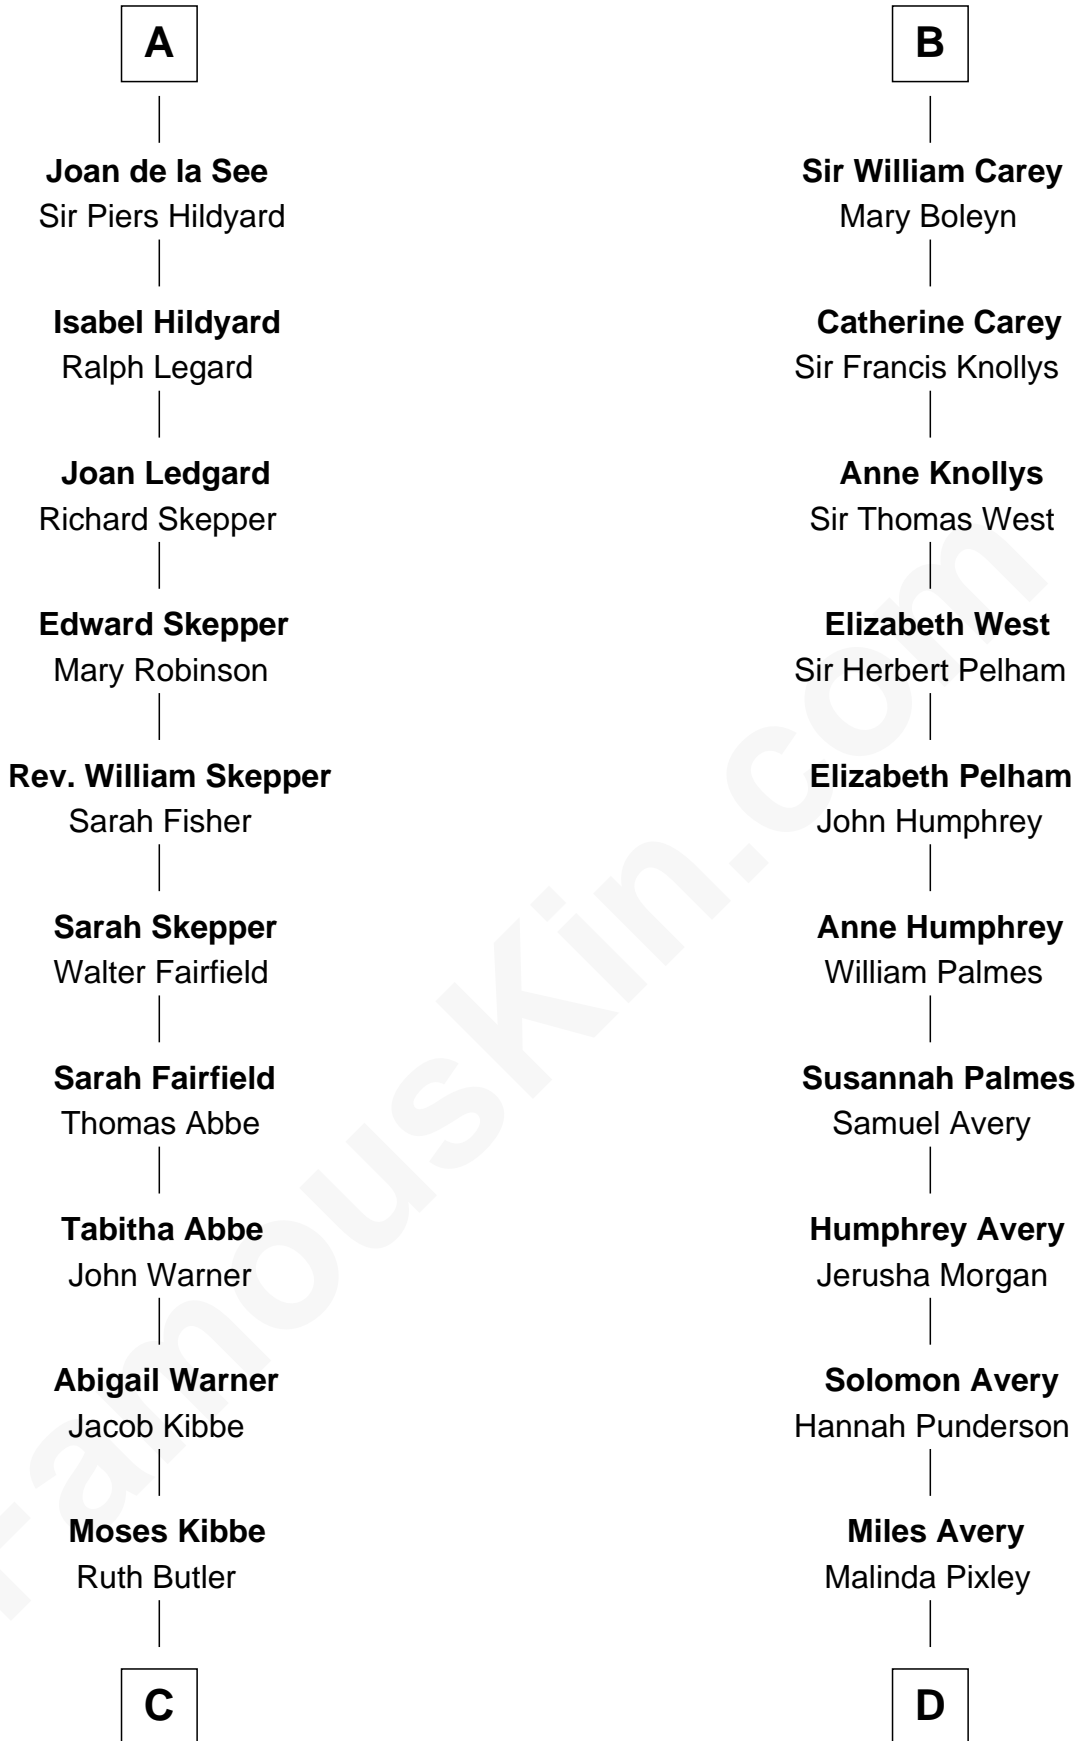 A
Joan de la See
Sir Piers Hildyard
Isabel Hildyard
Ralph Legard
Joan Ledgard
Richard Skepper
Edward Skepper
Mary Robinson
Rev. William Skepper
Sarah Fisher
Sarah Skepper
Walter Fairfield
Sarah Fairfield
Thomas Abbe
Tabitha Abbe
John Warner
Abigail Warner
Jacob Kibbe
Moses Kibbe
Ruth Butler
C
B
Sir William Carey
Mary Boleyn
Catherine Carey
Sir Francis Knollys
Anne Knollys
Sir Thomas West
Elizabeth West
Sir Herbert Pelham
Elizabeth Pelham
John Humphrey
Anne Humphrey
William Palmes
Susannah Palmes
Samuel Avery
Humphrey Avery
Jerusha Morgan
Solomon Avery
Hannah Punderson
Miles Avery
Malinda Pixley
D
FamousKin.com